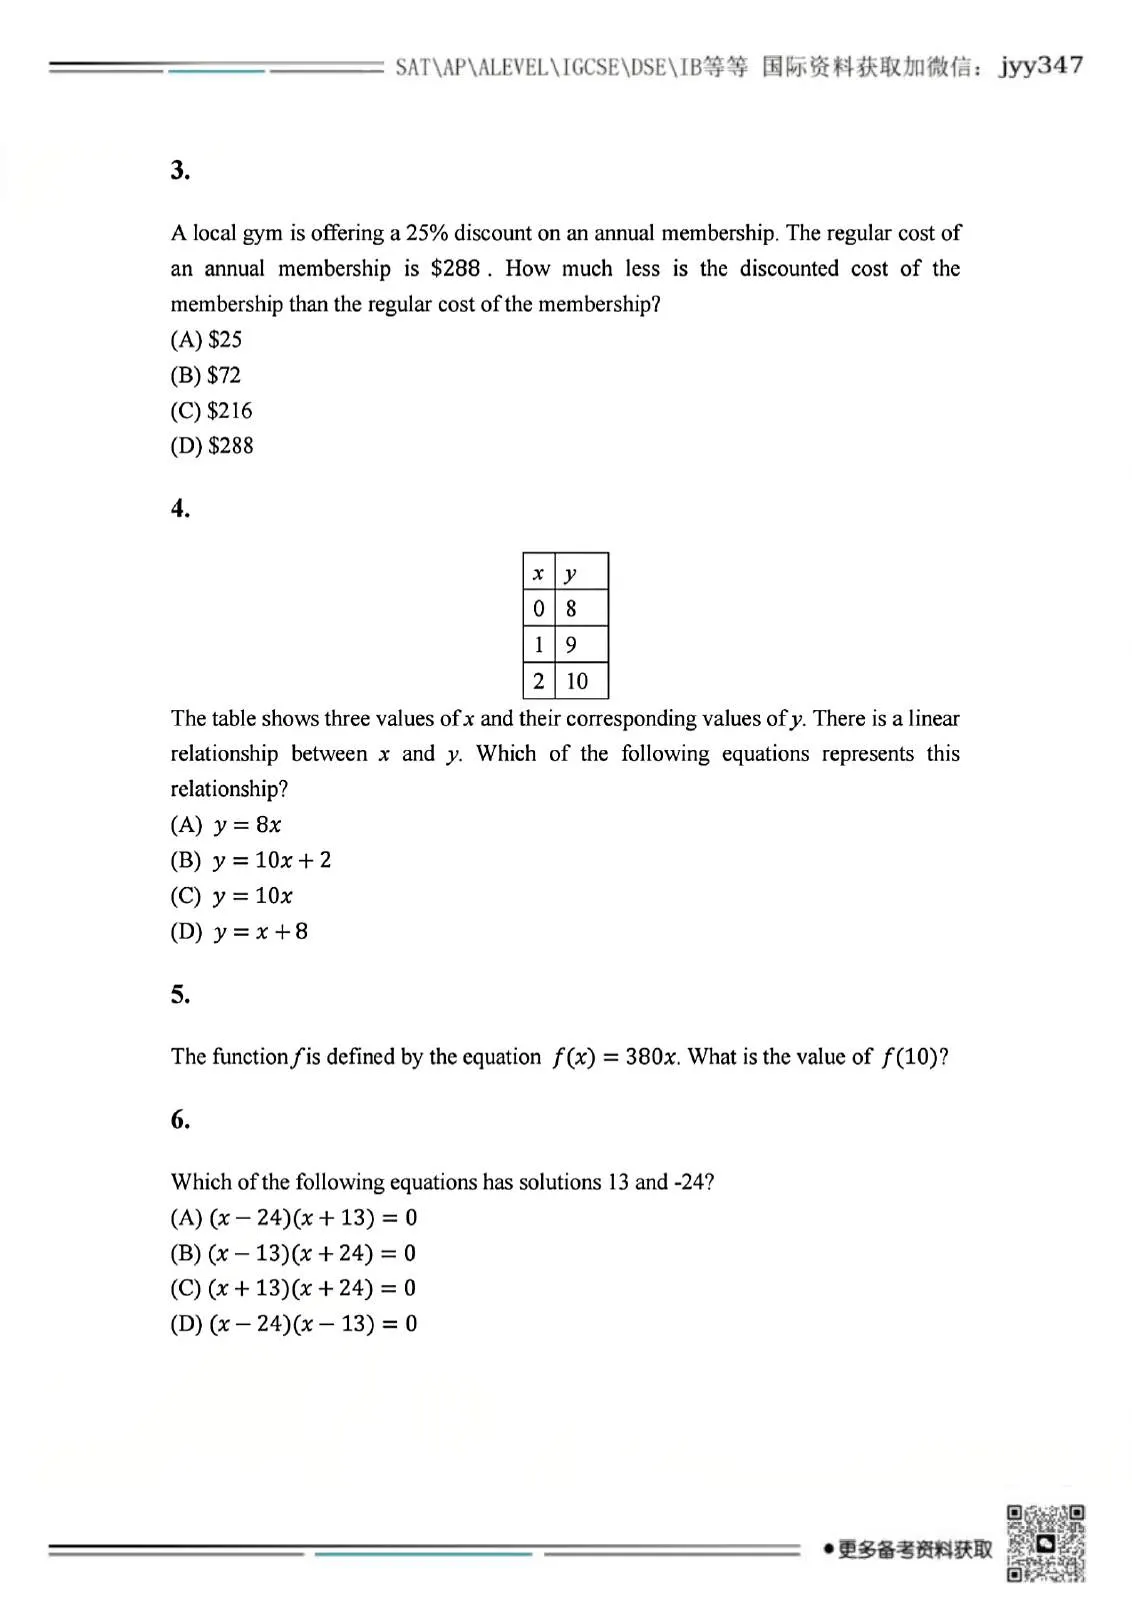 SAT\AP\ALEVEL\IGCSE\DSE\IB等等 国际资料获取加微信：jyy347
3.
A local gym is offering a 25% discount on an annual membership. The regular cost of
an annual membership is $288 . How much less is the discounted cost of the
membership than the regular cost of the membership?
(A) $25
(B) $72
(C) $216
(D) $288
4.
x y
0 8
1 9
2 10
The table shows three values of x and their corresponding values of y. There is a linear
relationship between x and y. Which of the following equations represents this
relationship?
(A) y = 8x
(B) y = 10x + 2
(C) y = 10x
(D) y = x + 8
5.
The function f is defined by the equation f(x) = 380x. What is the value of f(10)?
6.
Which of the following equations has solutions 13 and -24?
(A) (x − 24)(x + 13) = 0
(B) (x − 13)(x + 24) = 0
(C) (x + 13)(x + 24) = 0
(D) (x − 24)(x − 13) = 0
•更多备考资料获取